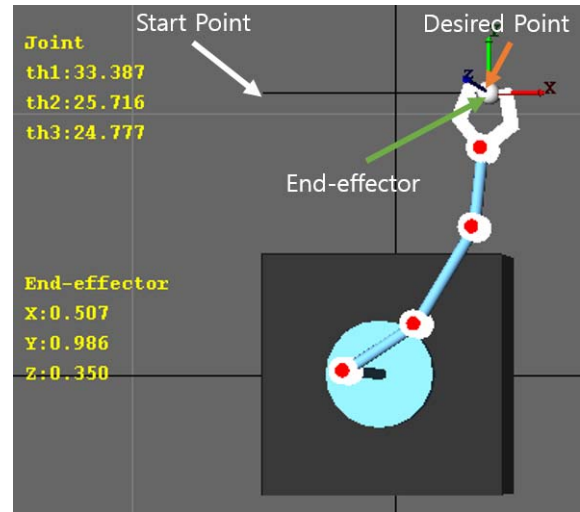 Start Point
Desired Point
Joint
th1:33.387
th2:25.716
th3:24.777
Y
Z
X
End-effector
End-effector
X:0.507
Y:0.986
Z:0.350